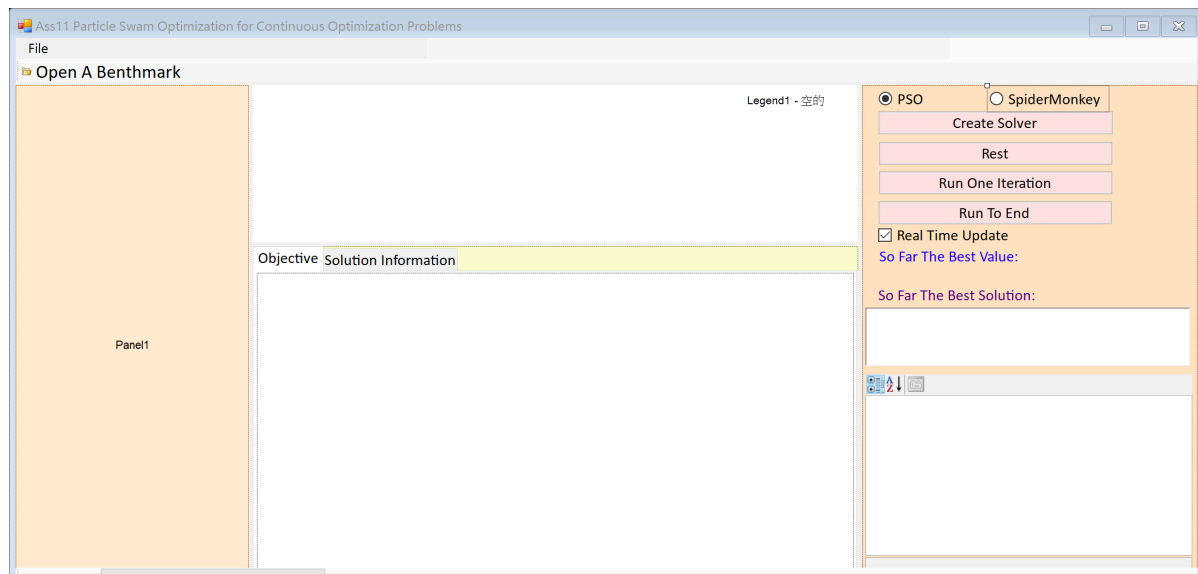 Ass11 Particle Swam Optimization for Continuous Optimization Problems
File
Open A Benthmark
Panel1
Legend1 - 空的
Objective
Solution Information
PSO
SpiderMonkey
Create Solver
Rest
Run One Iteration
Run To End
Real Time Update
So Far The Best Value:
So Far The Best Solution: